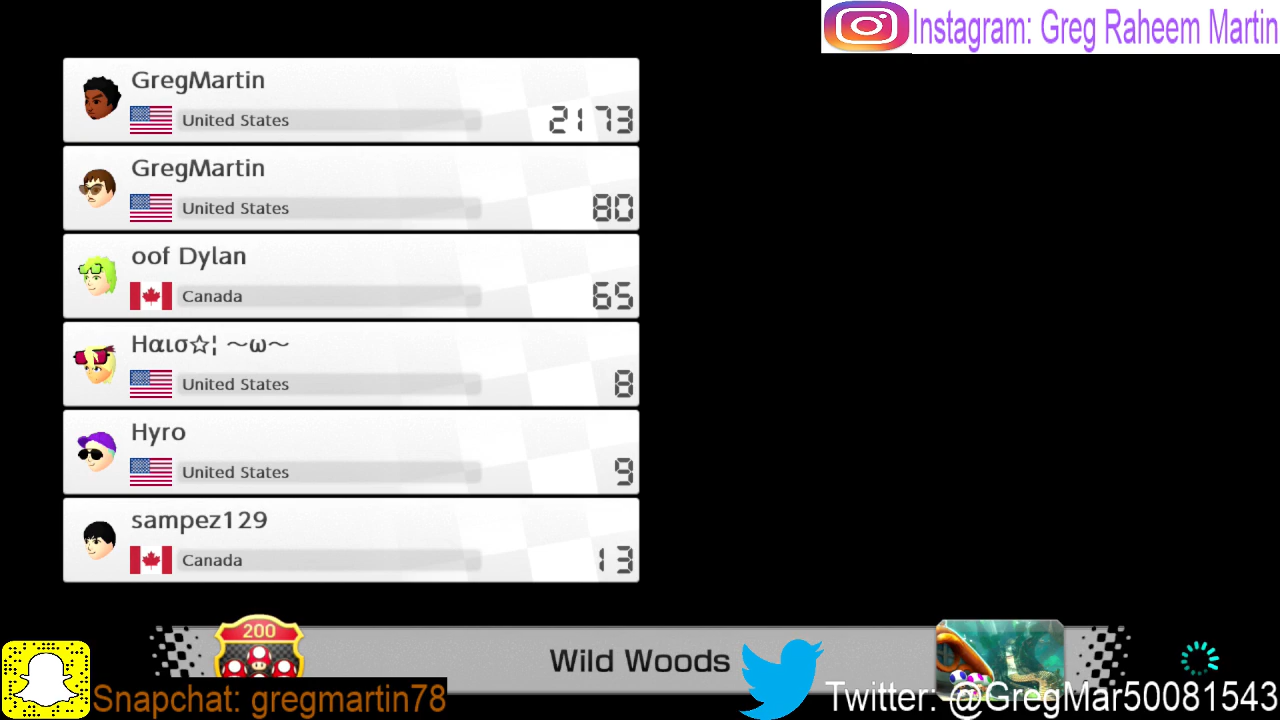 Instagram: Greg Raheem Martin
GregMartin
United States
2173
GregMartin
United States
80
oof Dylan
Canada
65
Hαισ☆¦ ～ω～
United States
8
Hyro
United States
9
sampez129
Canada
13
200
Wild Woods
Snapchat: gregmartin78
Twitter: @GregMar50081543